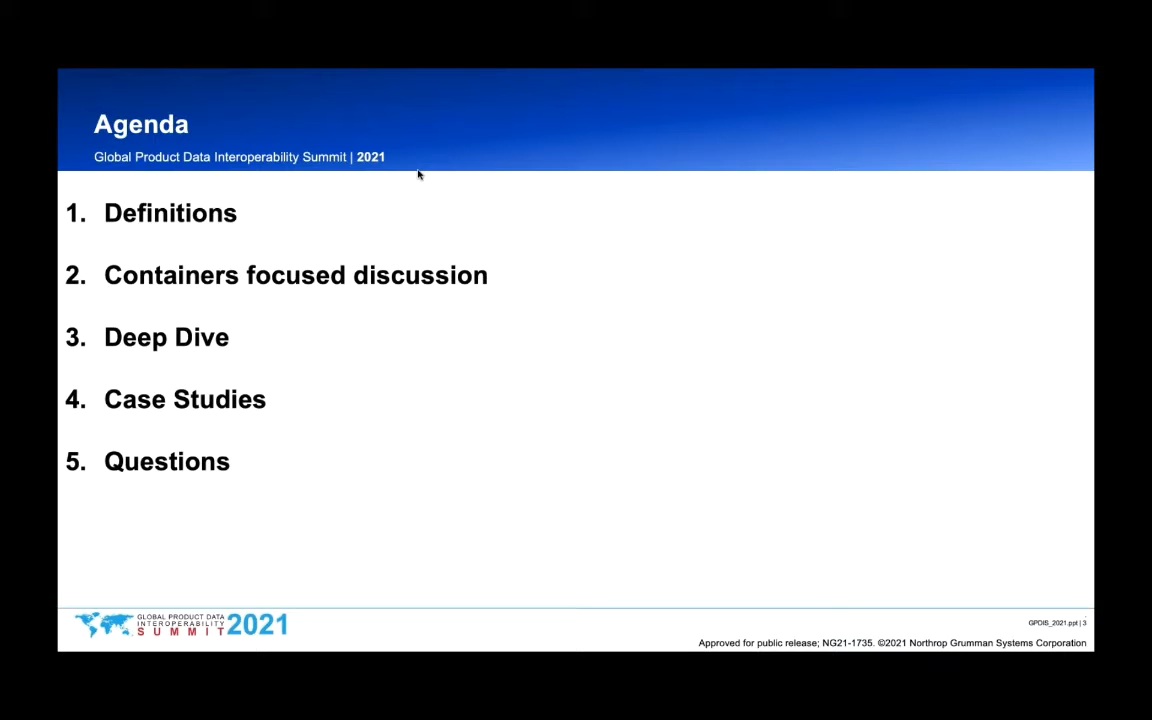 Agenda
Global Product Data Interoperability Summit | 2021
1. Definitions
2. Containers focused discussion
3. Deep Dive
4. Case Studies
5. Questions
GLOBAL PRODUCT DATA
INTEROPERABILITY
SUMMIT 2021
GPDIS_2021.ppt | 3
Approved for public release; NG21-1735. ©2021 Northrop Grumman Systems Corporation